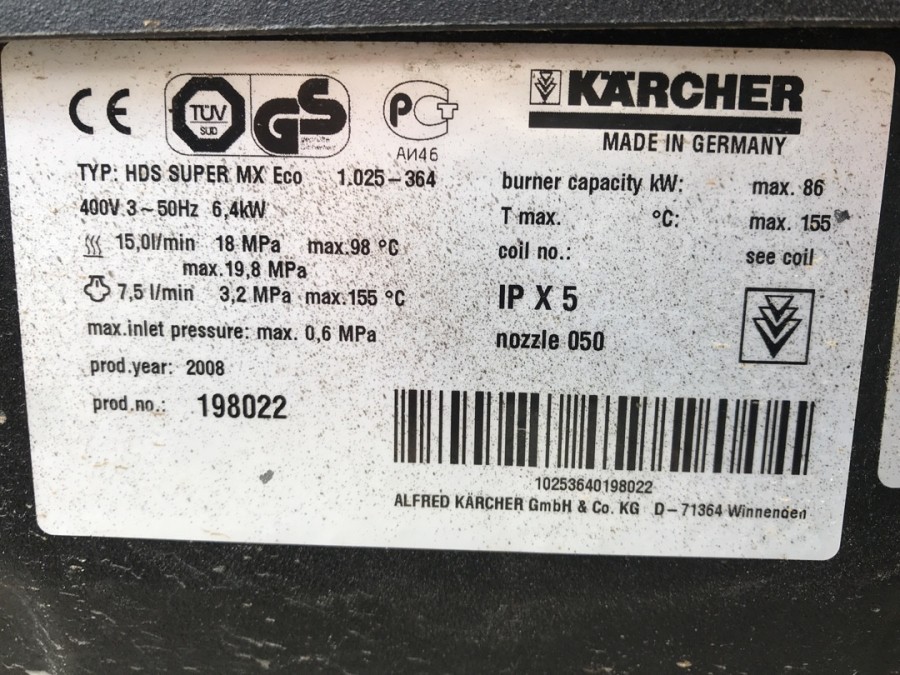 CE
TÜV
SÜD
GS
geprüfte
Sicherheit
РСТ
АИ46
KÄRCHER
MADE IN GERMANY
TYP: HDS SUPER MX Eco 1.025-364
400V 3~50Hz 6,4kW
15,0l/min 18 MPa max.98 °C
max.19,8 MPa
7,5 l/min 3,2 MPa max.155 °C
max.inlet pressure: max. 0,6 MPa
prod.year: 2008
prod.no.: 198022
burner capacity kW: max. 86
T max. °C: max. 155
coil no.: see coil
IP X 5
nozzle 050
10253640198022
ALFRED KÄRCHER GmbH & Co. KG D-71364 Winnenden